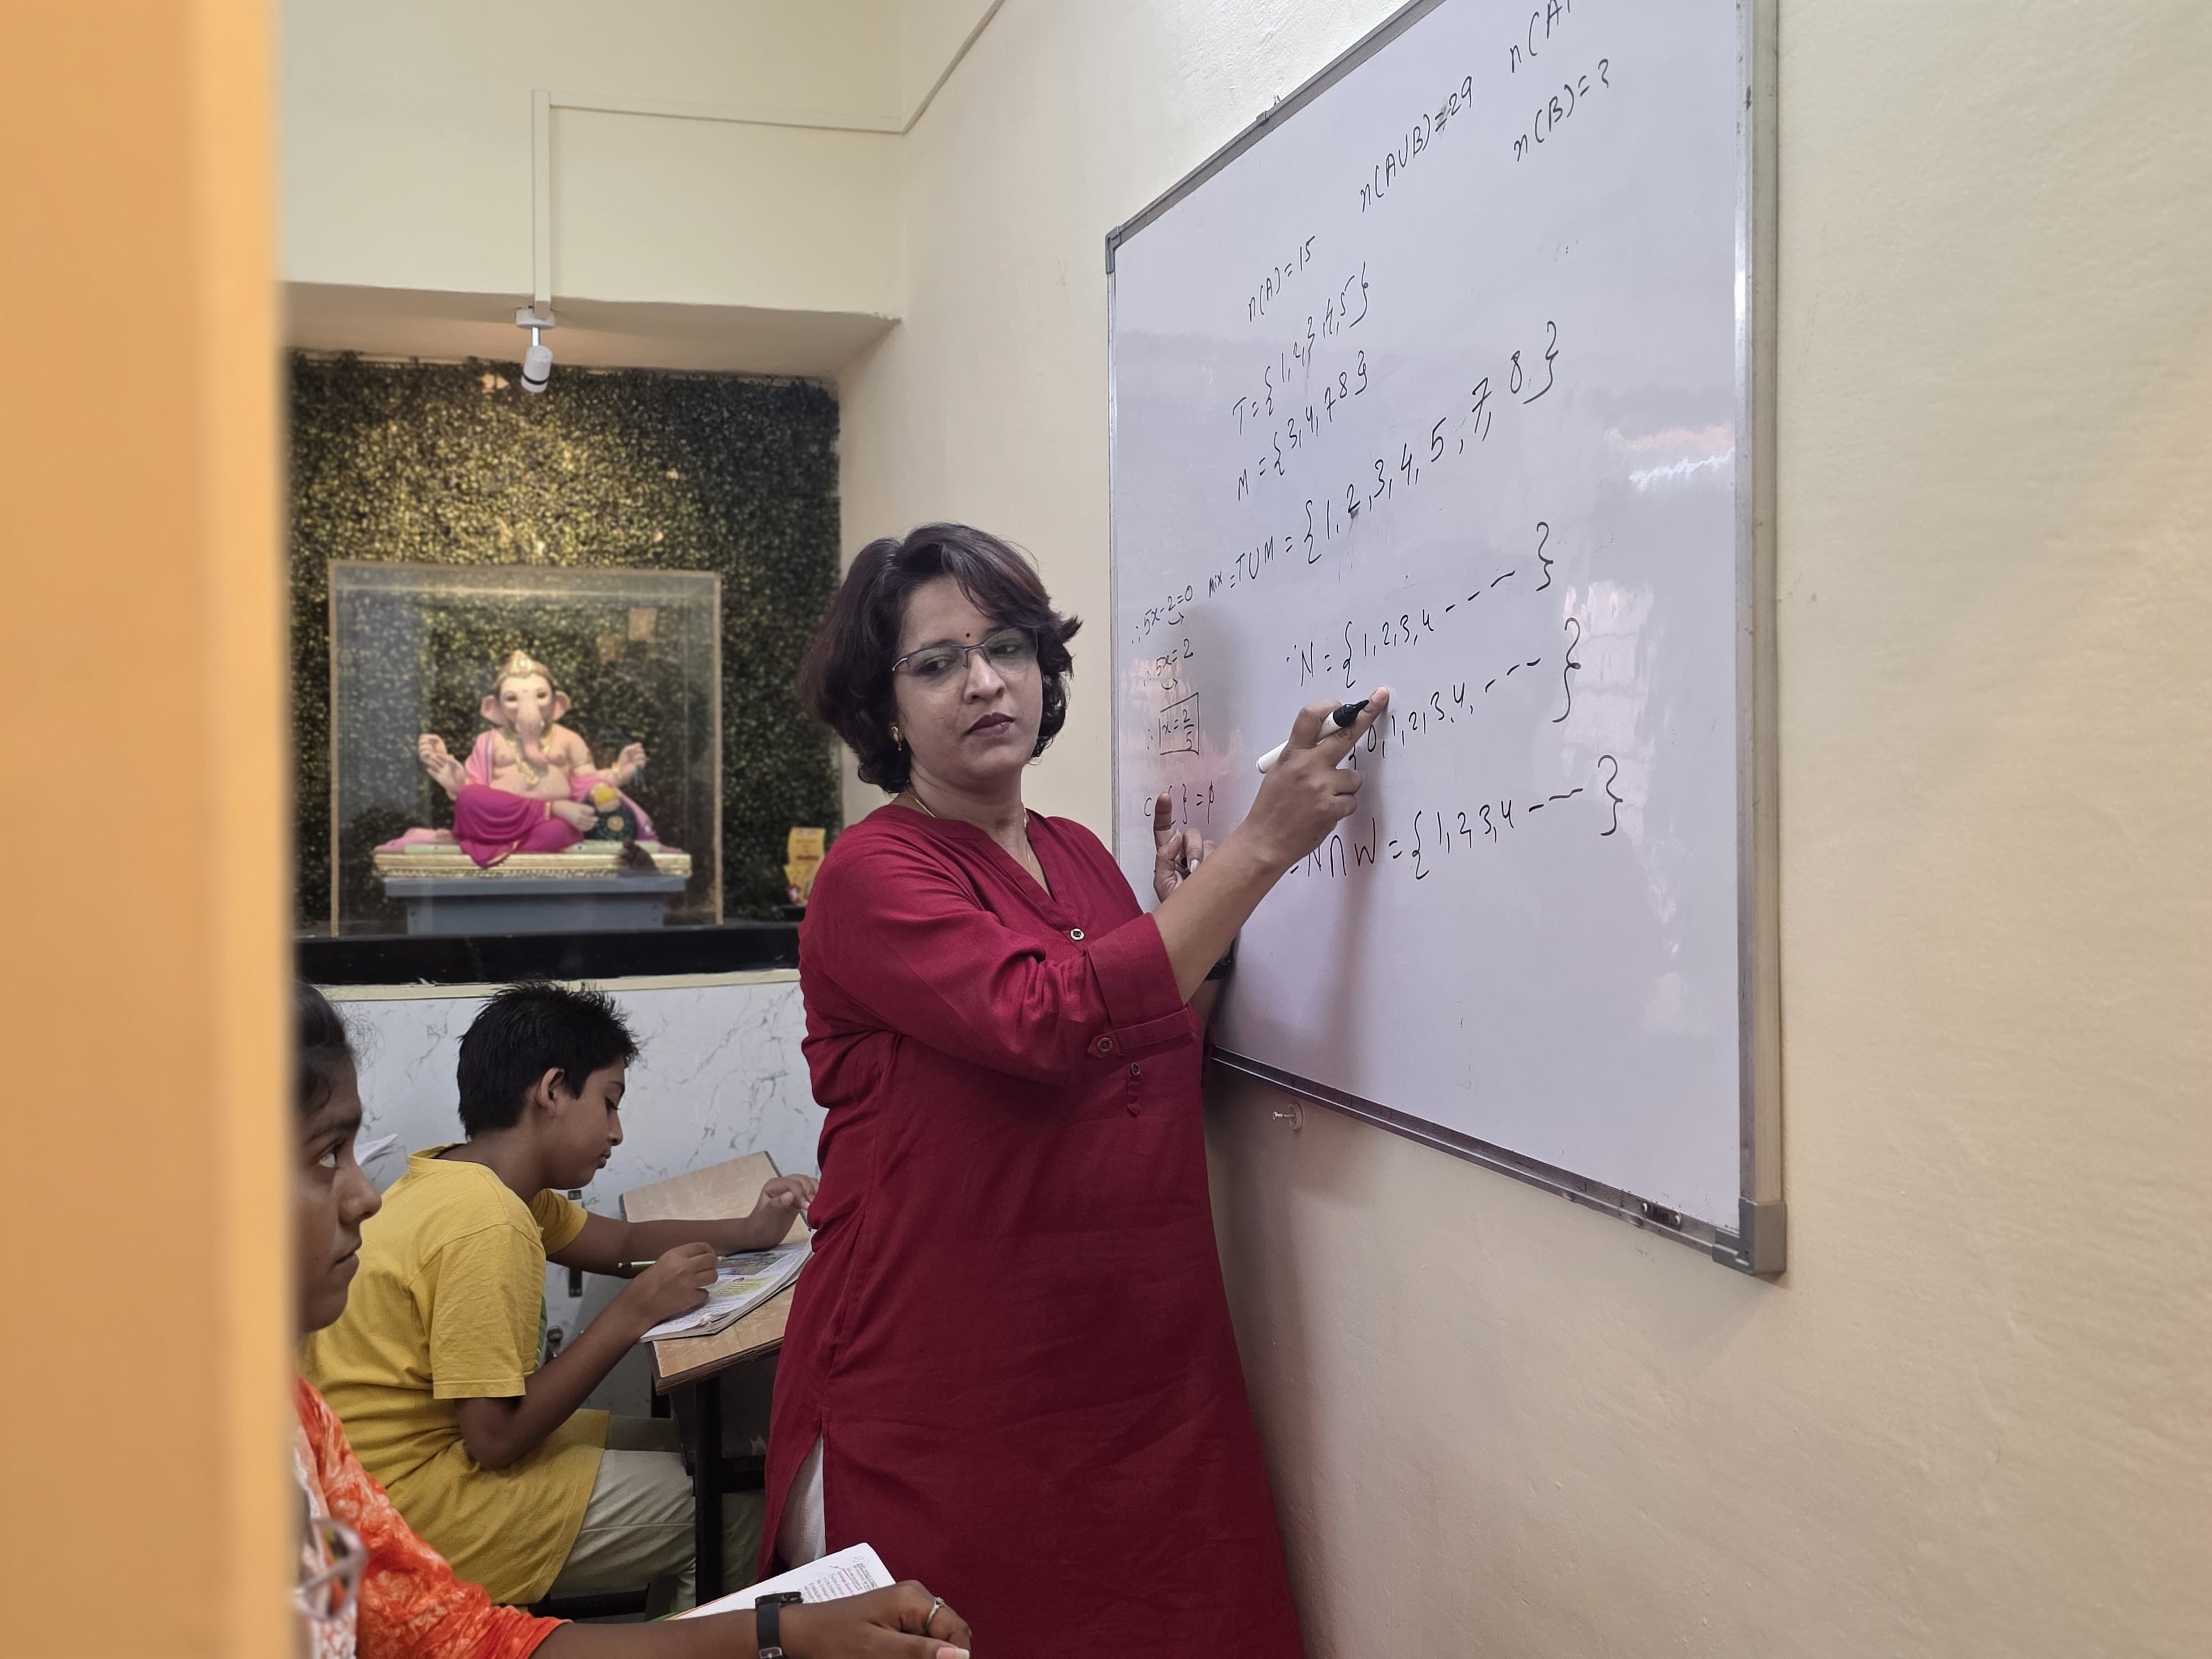 n(A)=15
n(A∪B)=29
n(A
n(B)=?
T={1,2,3,4,5}
M={3,4,7 8}
∴5x-2=0
∴5x=2
∴x=2/5
{ }=φ
=T∪M={1,2,3,4,5,7,8}
∵N={1,2,3,4----}
0,1,2,3,4,---}
=N∩W={1,2,3,4---}